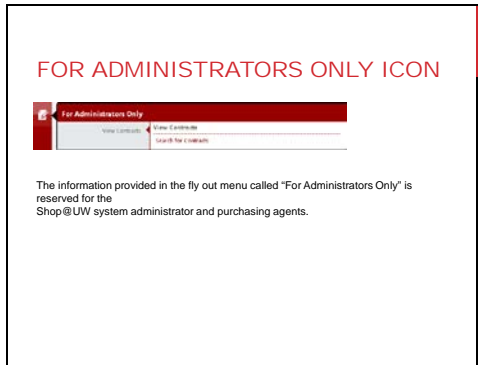 FOR ADMINISTRATORS ONLY ICON
For Administrators Only
View Contracts View Contracts
Search for Contracts
The information provided in the fly out menu called “For Administrators Only” is
reserved for the
Shop@UW system administrator and purchasing agents.